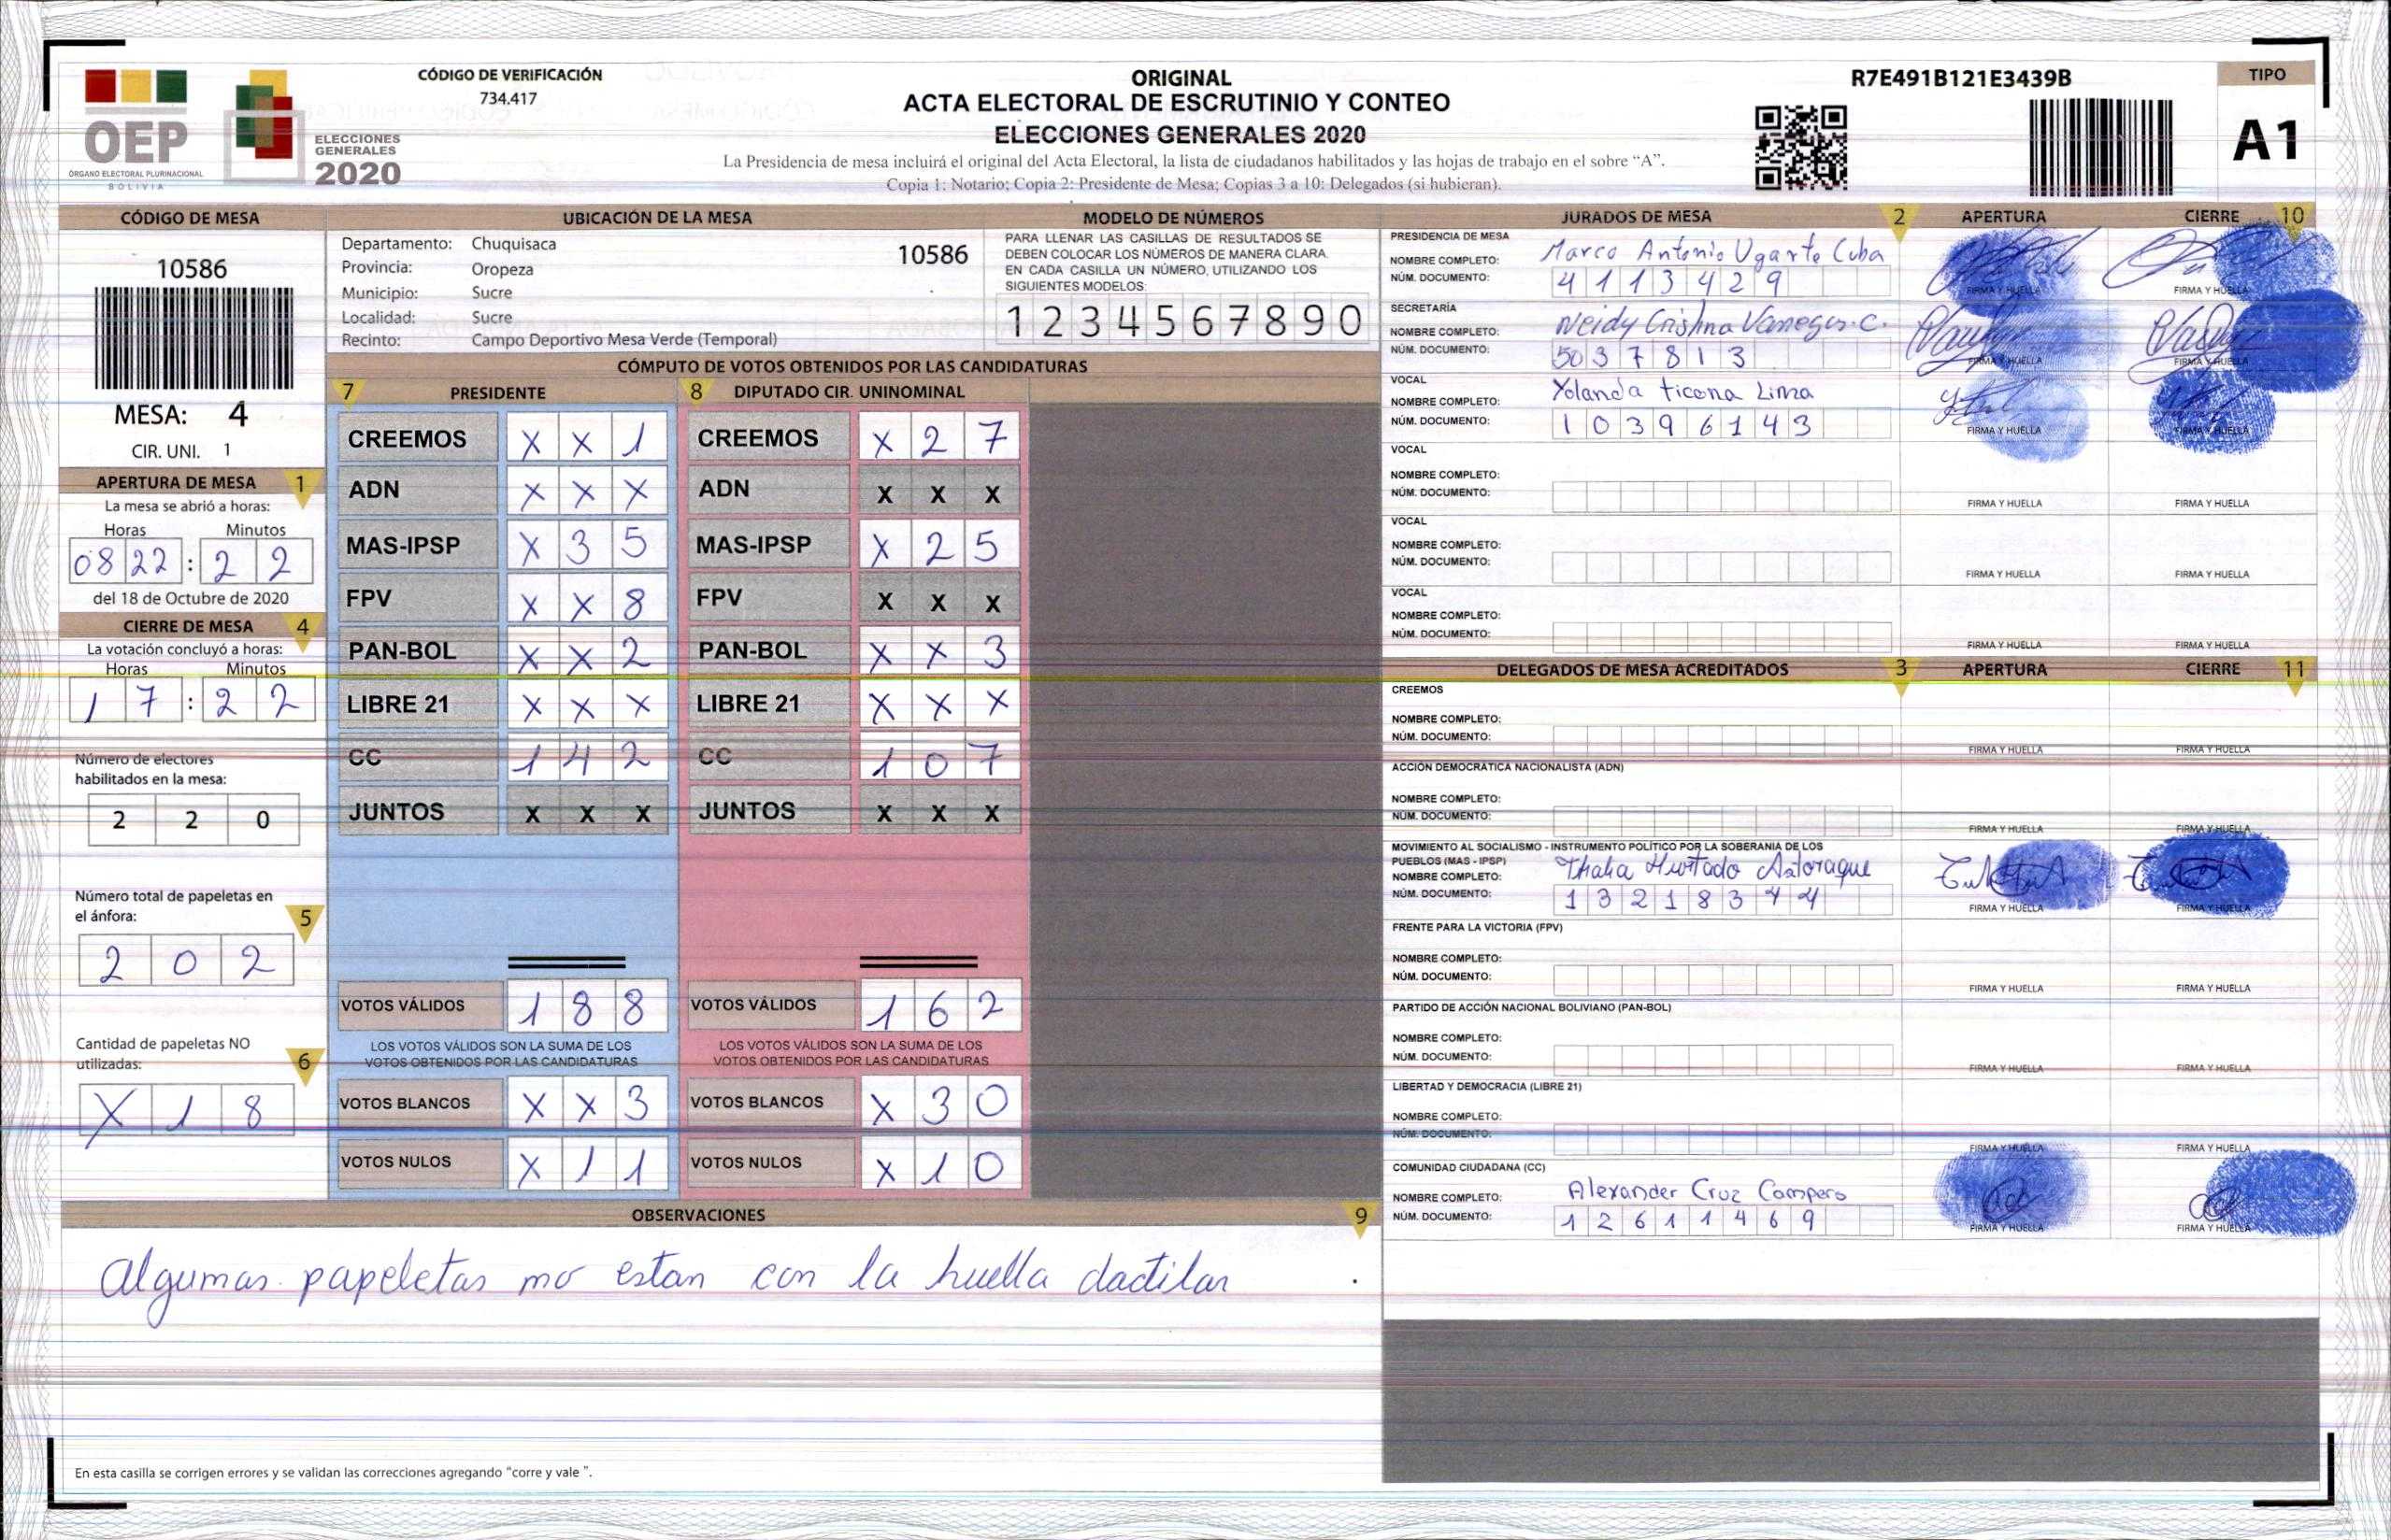 CÓDIGO DE VERIFICACIÓN
734.417
OEP
ÓRGANO ELECTORAL PLURINACIONAL
BOLIVIA
ELECCIONES
GENERALES
2020
ORIGINAL
ACTA ELECTORAL DE ESCRUTINIO Y CONTEO
ELECCIONES GENERALES 2020
La Presidencia de mesa incluirá el original del Acta Electoral, la lista de ciudadanos habilitados y las hojas de trabajo en el sobre “A”.
Copia 1: Notario; Copia 2: Presidente de Mesa; Copias 3 a 10: Delegados (si hubieran).
R7E491B121E3439B
TIPO
A1
CÓDIGO DE MESA
10586
MESA: 4
CIR. UNI. 1
APERTURA DE MESA 1
La mesa se abrió a horas:
Horas Minutos
08 22 : 2 2
del 18 de Octubre de 2020
CIERRE DE MESA 4
La votación concluyó a horas:
Horas Minutos
1 7 : 2 2
Número de electores
habilitados en la mesa:
2 2 0
Número total de papeletas en
el ánfora: 5
2 0 2
Cantidad de papeletas NO
utilizadas: 6
X 1 8
UBICACIÓN DE LA MESA
Departamento: Chuquisaca 10586
Provincia: Oropeza
Municipio: Sucre
Localidad: Sucre
Recinto: Campo Deportivo Mesa Verde (Temporal)
MODELO DE NÚMEROS
PARA LLENAR LAS CASILLAS DE RESULTADOS SE
DEBEN COLOCAR LOS NÚMEROS DE MANERA CLARA.
EN CADA CASILLA UN NÚMERO, UTILIZANDO LOS
SIGUIENTES MODELOS:
1 2 3 4 5 6 7 8 9 0
CÓMPUTO DE VOTOS OBTENIDOS POR LAS CANDIDATURAS
7 PRESIDENTE
CREEMOS X X 1
ADN X X X
MAS-IPSP X 3 5
FPV X X 8
PAN-BOL X X 2
LIBRE 21 X X X
CC 1 4 2
JUNTOS X X X
VOTOS VÁLIDOS 1 8 8
LOS VOTOS VÁLIDOS SON LA SUMA DE LOS
VOTOS OBTENIDOS POR LAS CANDIDATURAS
VOTOS BLANCOS X X 3
VOTOS NULOS X 1 1
8 DIPUTADO CIR. UNINOMINAL
CREEMOS X 2 7
ADN X X X
MAS-IPSP X 2 5
FPV X X X
PAN-BOL X X 3
LIBRE 21 X X X
CC 1 0 7
JUNTOS X X X
VOTOS VÁLIDOS 1 6 2
LOS VOTOS VÁLIDOS SON LA SUMA DE LOS
VOTOS OBTENIDOS POR LAS CANDIDATURAS
VOTOS BLANCOS X 3 0
VOTOS NULOS X 1 0
OBSERVACIONES 9
Algunas papeletas no estan con la huella dactilar
En esta casilla se corrigen errores y se validan las correcciones agregando “corre y vale ”.
JURADOS DE MESA 2 APERTURA CIERRE 10
PRESIDENCIA DE MESA
NOMBRE COMPLETO: Marco Antonio Ugarte Cuba
NÚM. DOCUMENTO: 4 1 1 3 4 2 9
FIRMA Y HUELLA FIRMA Y HUELLA
SECRETARÍA
NOMBRE COMPLETO: Neidy Cristina Vanegas C.
NÚM. DOCUMENTO: 5 0 3 7 8 1 3
FIRMA Y HUELLA FIRMA Y HUELLA
VOCAL
NOMBRE COMPLETO: Yolanda Ticona Lima
NÚM. DOCUMENTO: 1 0 3 9 6 1 4 3
FIRMA Y HUELLA FIRMA Y HUELLA
VOCAL
NOMBRE COMPLETO:
NÚM. DOCUMENTO:
FIRMA Y HUELLA FIRMA Y HUELLA
VOCAL
NOMBRE COMPLETO:
NÚM. DOCUMENTO:
FIRMA Y HUELLA FIRMA Y HUELLA
VOCAL
NOMBRE COMPLETO:
NÚM. DOCUMENTO:
FIRMA Y HUELLA FIRMA Y HUELLA
DELEGADOS DE MESA ACREDITADOS 3 APERTURA CIERRE 11
CREEMOS
NOMBRE COMPLETO:
NÚM. DOCUMENTO:
FIRMA Y HUELLA FIRMA Y HUELLA
ACCIÓN DEMOCRÁTICA NACIONALISTA (ADN)
NOMBRE COMPLETO:
NÚM. DOCUMENTO:
FIRMA Y HUELLA FIRMA Y HUELLA
MOVIMIENTO AL SOCIALISMO - INSTRUMENTO POLÍTICO POR LA SOBERANIA DE LOS
PUEBLOS (MAS - IPSP)
NOMBRE COMPLETO: Thalia Hurtado
NÚM. DOCUMENTO: 1 3 2 1 8 3 4 4
FIRMA Y HUELLA FIRMA Y HUELLA
FRENTE PARA LA VICTORIA (FPV)
NOMBRE COMPLETO:
NÚM. DOCUMENTO:
FIRMA Y HUELLA FIRMA Y HUELLA
PARTIDO DE ACCIÓN NACIONAL BOLIVIANO (PAN-BOL)
NOMBRE COMPLETO:
NÚM. DOCUMENTO:
FIRMA Y HUELLA FIRMA Y HUELLA
LIBERTAD Y DEMOCRACIA (LIBRE 21)
NOMBRE COMPLETO:
NÚM. DOCUMENTO:
FIRMA Y HUELLA FIRMA Y HUELLA
COMUNIDAD CIUDADANA (CC)
NOMBRE COMPLETO: Alexander Cruz Campero
NÚM. DOCUMENTO: 1 2 6 1 1 4 6 9
FIRMA Y HUELLA FIRMA Y HUELLA